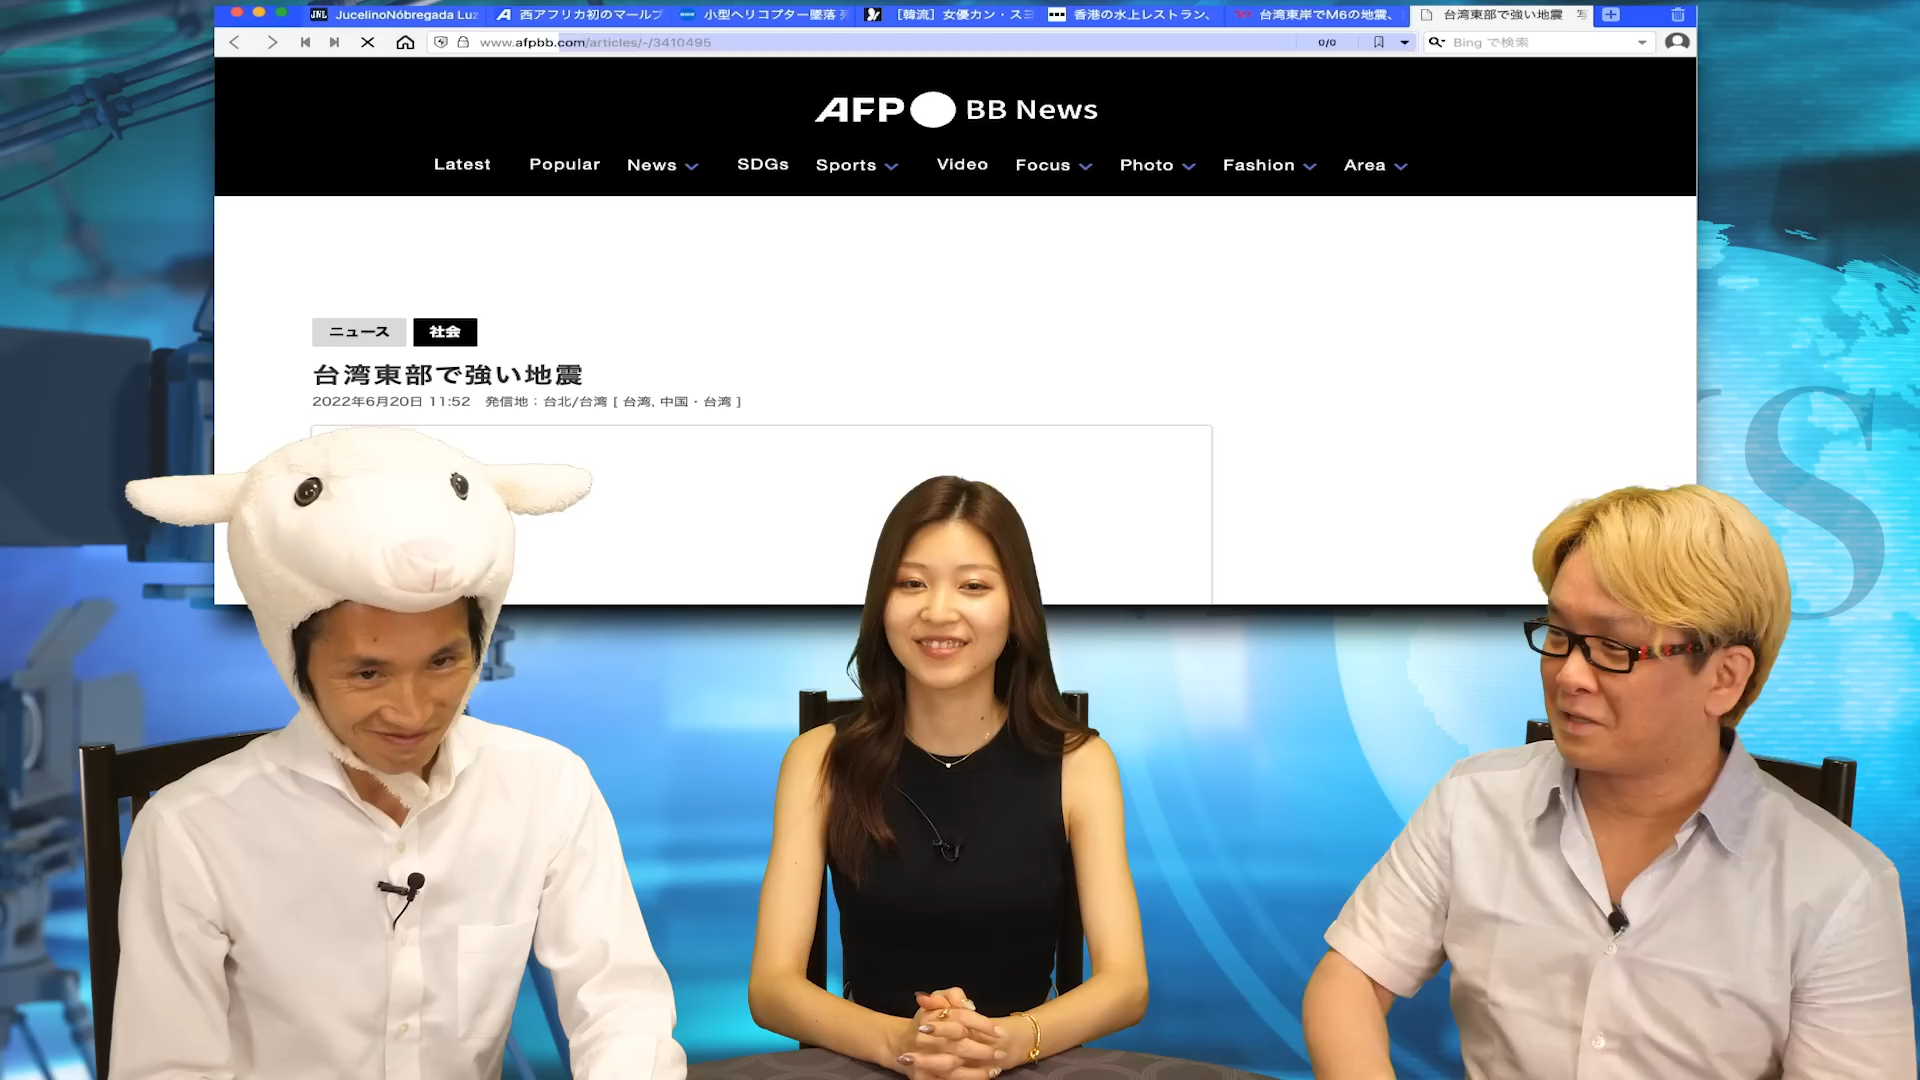 JNL JucelinoNóbrega­da Luz
西アフリカ初のマールブ
小型ヘリコプター墜落 死
[韓流] 女優カン・スヨ
香港の水上レストラン、
台湾東岸でM6の地震、
台湾東部で強い地震 写
www.afpbb.com/articles/-/3410495
0/0
Bing で検索
AFP BB News
Latest Popular News SDGs Sports Video Focus Photo Fashion Area
ニュース 社会
台湾東部で強い地震
2022年6月20日 11:52 発信地：台北/台湾 [ 台湾, 中国・台湾 ]
S